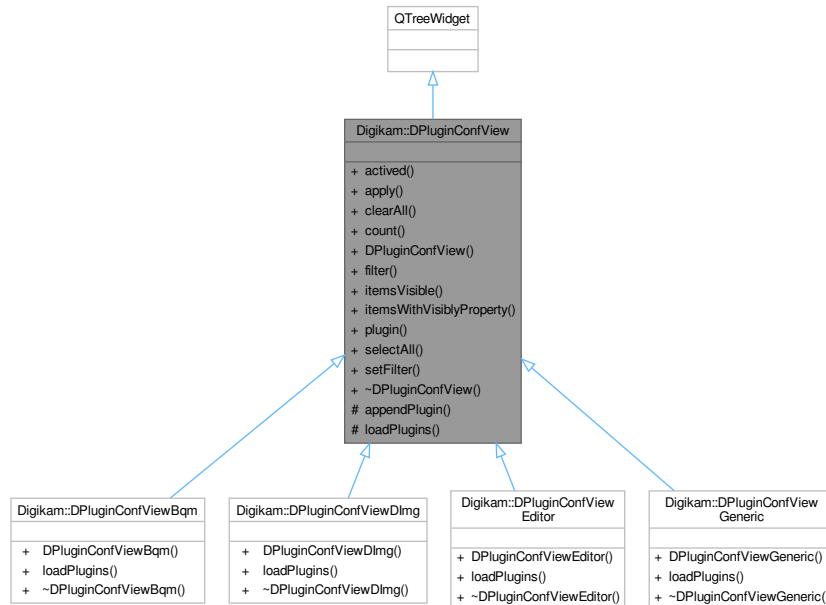 QTreeWidget
Digikam::DPluginConfView
+ actived()
+ apply()
+ clearAll()
+ count()
+ DPluginConfView()
+ filter()
+ itemsVisible()
+ itemsWithVisiblyProperty()
+ plugin()
+ selectAll()
+ setFilter()
+ ~DPluginConfView()
# appendPlugin()
# loadPlugins()
Digikam::DPluginConfViewBqm
+ DPluginConfViewBqm()
+ loadPlugins()
+ ~DPluginConfViewBqm()
Digikam::DPluginConfViewDImg
+ DPluginConfViewDImg()
+ loadPlugins()
+ ~DPluginConfViewDImg()
Digikam::DPluginConfView
Editor
+ DPluginConfViewEditor()
+ loadPlugins()
+ ~DPluginConfViewEditor()
Digikam::DPluginConfView
Generic
+ DPluginConfViewGeneric()
+ loadPlugins()
+ ~DPluginConfViewGeneric()